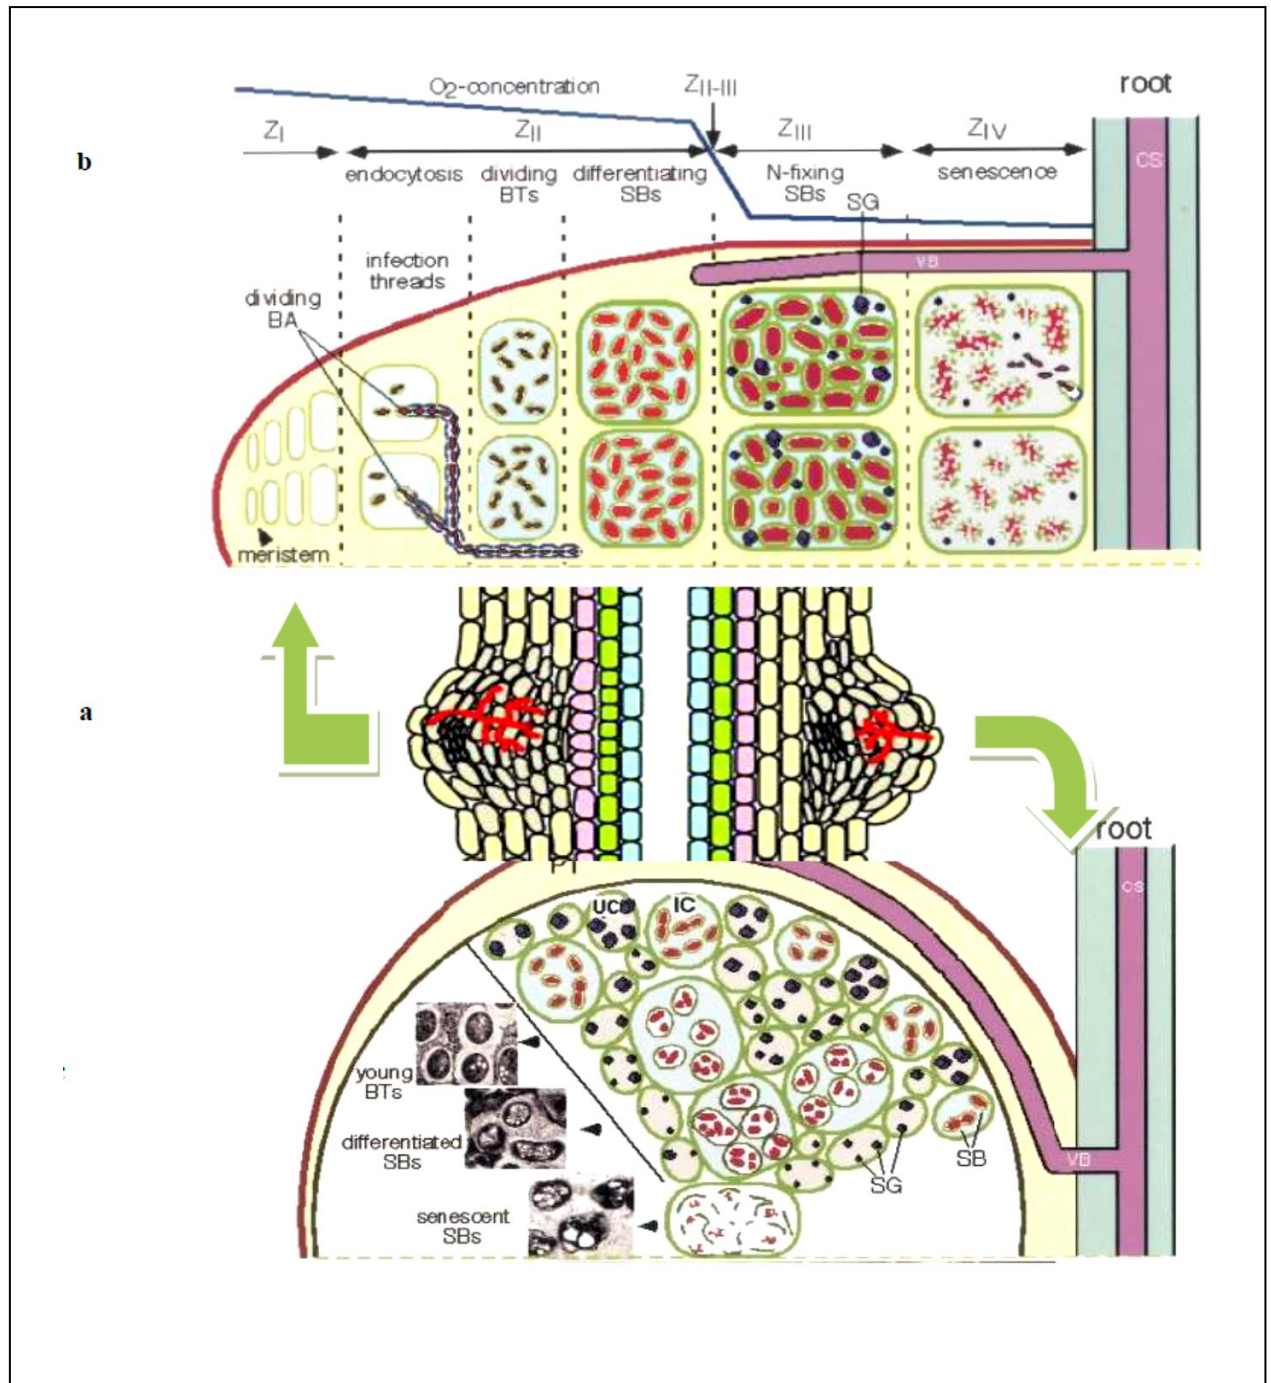 O2-concentration
ZII-III
root
ZI
ZII
ZIII
ZIV
b
CS
endocytosis
dividing
BTs
differentiating
SBs
N-fixing
SBs
senescence
SG
infection
threads
VB
dividing
BA
meristem
a
root
CS
IC
young
BTs
differentiated
SBs
SB
VB
SG
senescent
SBs